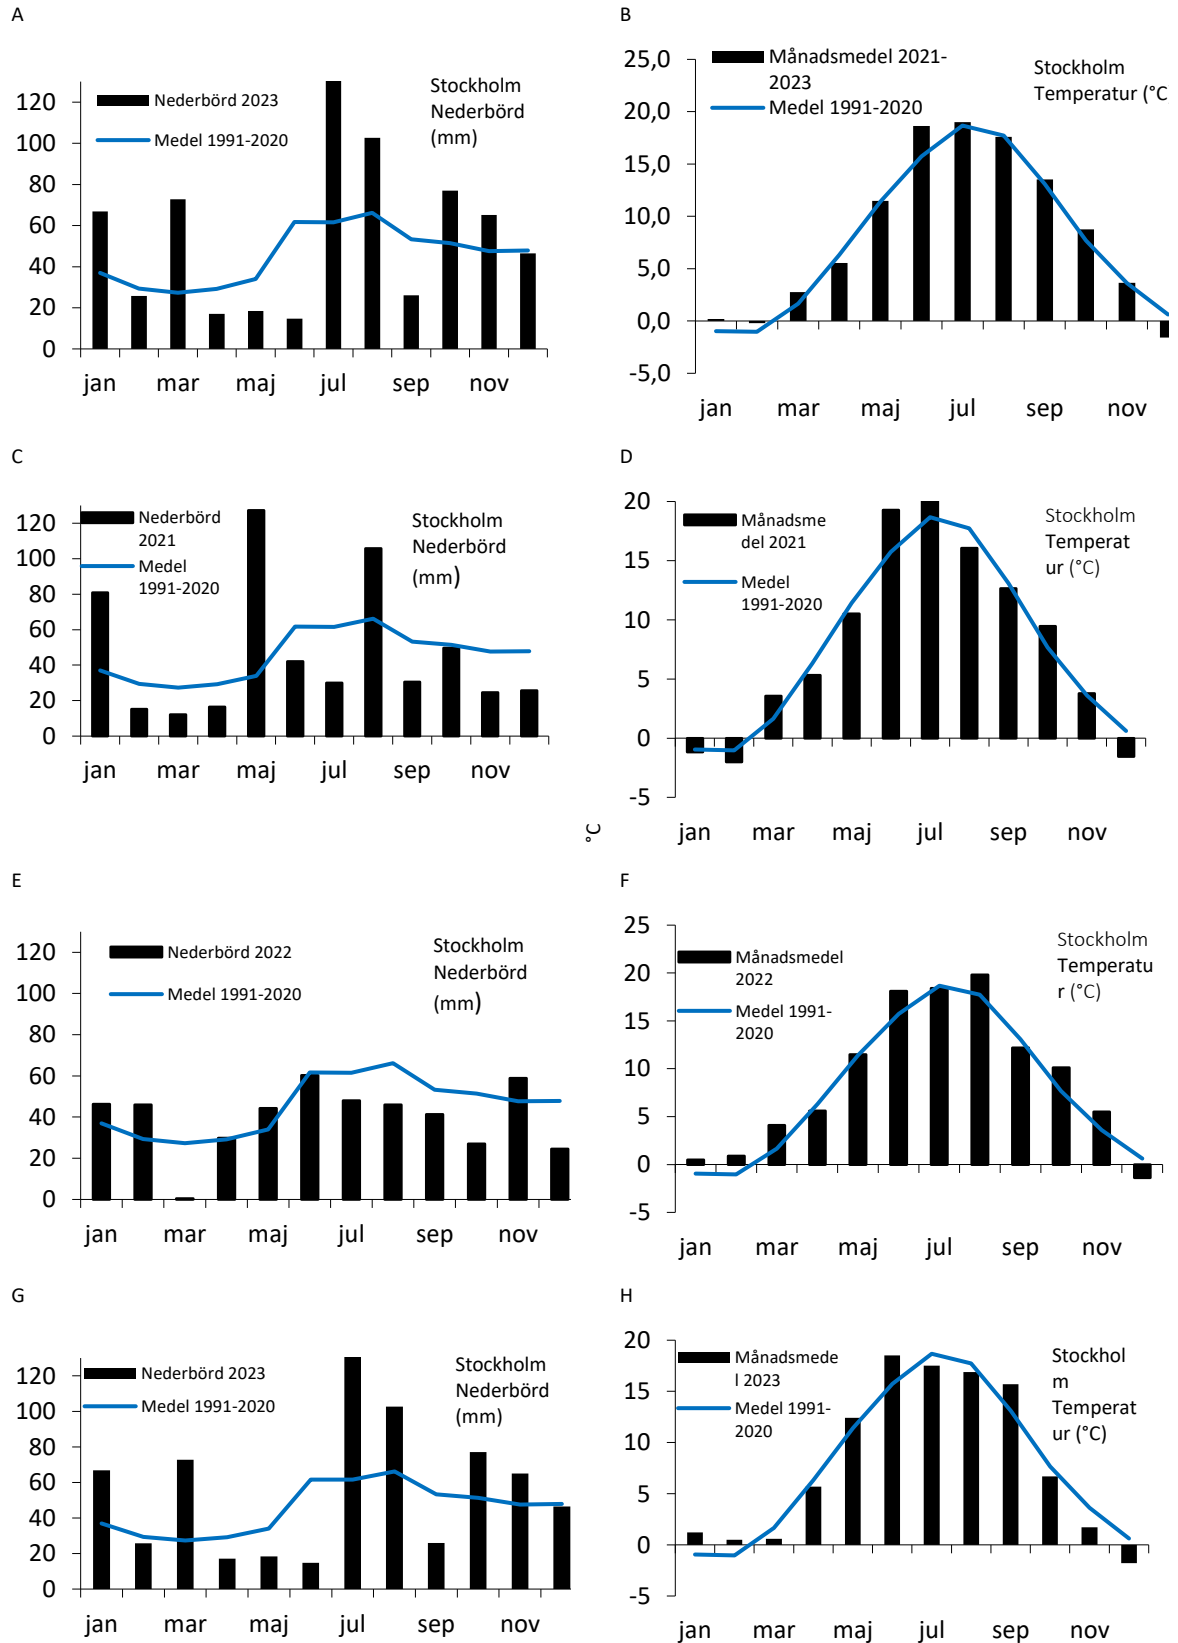 A
Nederbörd 2023
Medel 1991-2020
Stockholm
Nederbörd
(mm)
120
100
80
60
40
20
0
jan mar maj jul sep nov
B
Månadsmedel 2021-
2023
Medel 1991-2020
Stockholm
Temperatur (°C
25,0
20,0
15,0
10,0
5,0
0,0
-5,0
jan mar maj jul sep nov
C
Nederbörd
2021
Medel
1991-2020
Stockholm
Nederbörd
(mm)
120
100
80
60
40
20
0
jan mar maj jul sep nov
D
Månadsme
del 2021
Medel
1991-2020
Stockholm
Temperat
ur (°C)
20
15
10
5
0
-5
jan mar maj jul sep nov
°C
E
Nederbörd 2022
Medel 1991-2020
Stockholm
Nederbörd
(mm)
120
100
80
60
40
20
0
jan mar maj jul sep nov
F
Månadsmedel
2022
Medel 1991-
2020
Stockholm
Temperatu
r (°C)
25
20
15
10
5
0
-5
jan mar maj jul sep nov
G
Nederbörd 2023
Medel 1991-2020
Stockholm
Nederbörd
(mm)
120
100
80
60
40
20
0
jan mar maj jul sep nov
H
Månadsmede
l 2023
Medel 1991-
2020
Stockhol
m
Temperat
ur (°C)
20
15
10
5
0
-5
jan mar maj jul sep nov